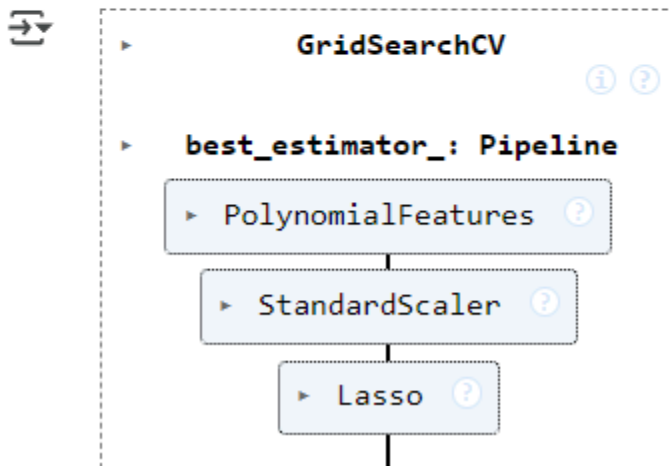 GridSearchCV
i ?
best_estimator_: Pipeline
PolynomialFeatures ?
StandardScaler ?
Lasso ?